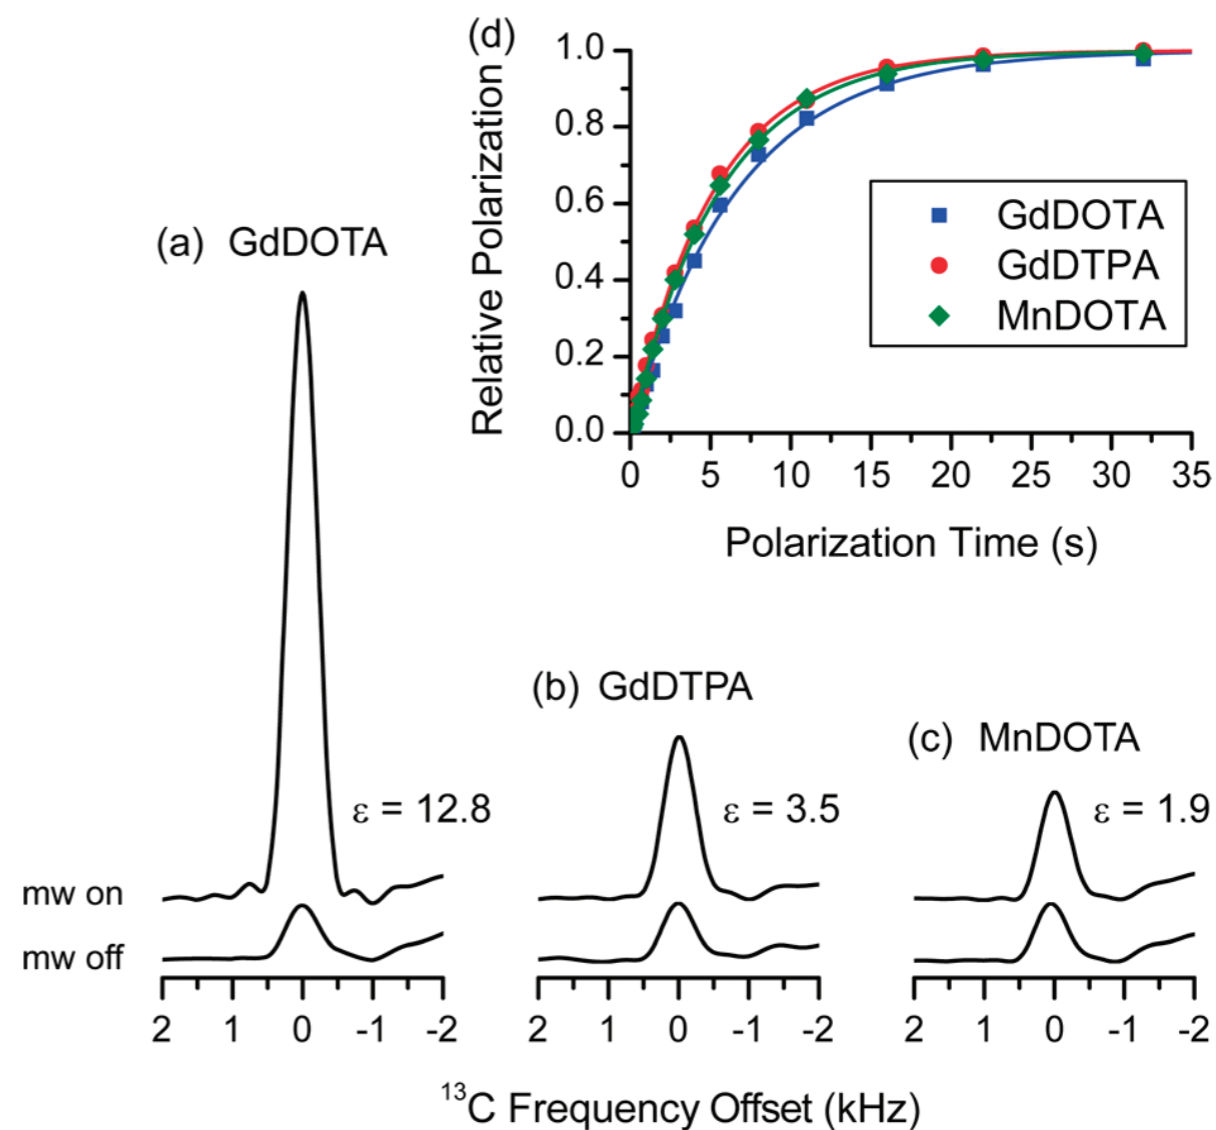 (d)
1.0
0.8
0.6
0.4
0.2
0.0
Relative Polarization
0 5 10 15 20 25 30 35
Polarization Time (s)
GdDOTA
GdDTPA
MnDOTA
(a) GdDOTA
ε = 12.8
(b) GdDTPA
ε = 3.5
(c) MnDOTA
ε = 1.9
mw on
mw off
2 1 0 -1 -2
2 1 0 -1 -2
2 1 0 -1 -2
¹³C Frequency Offset (kHz)